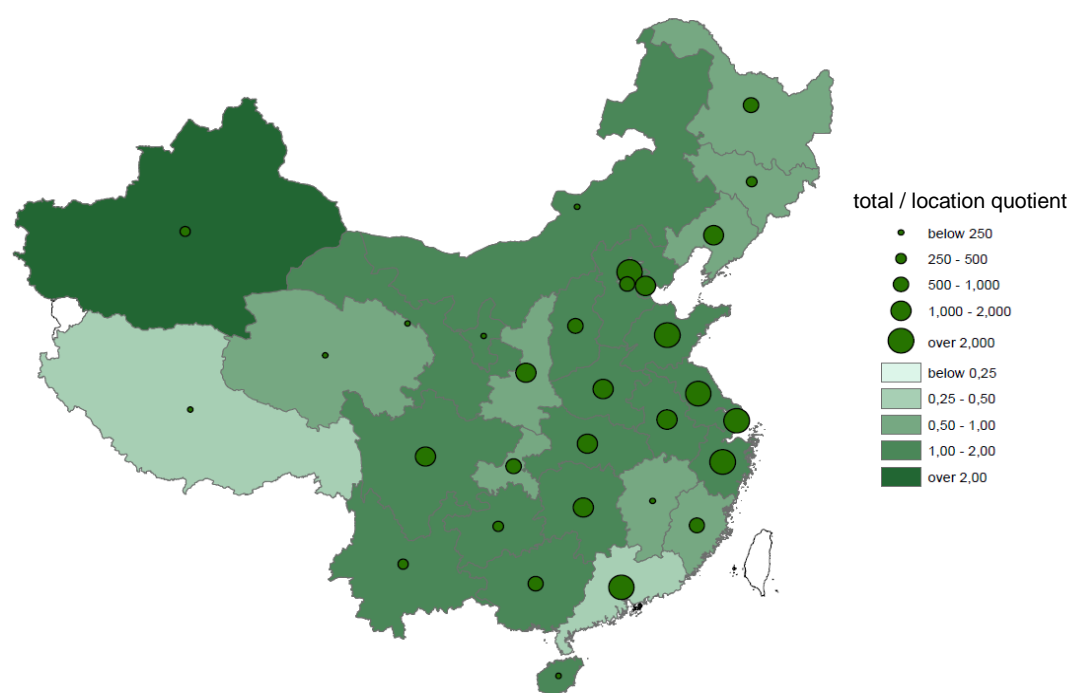 total / location quotient
below 250
250 - 500
500 - 1,000
1,000 - 2,000
over 2,000
below 0,25
0,25 - 0,50
0,50 - 1,00
1,00 - 2,00
over 2,00